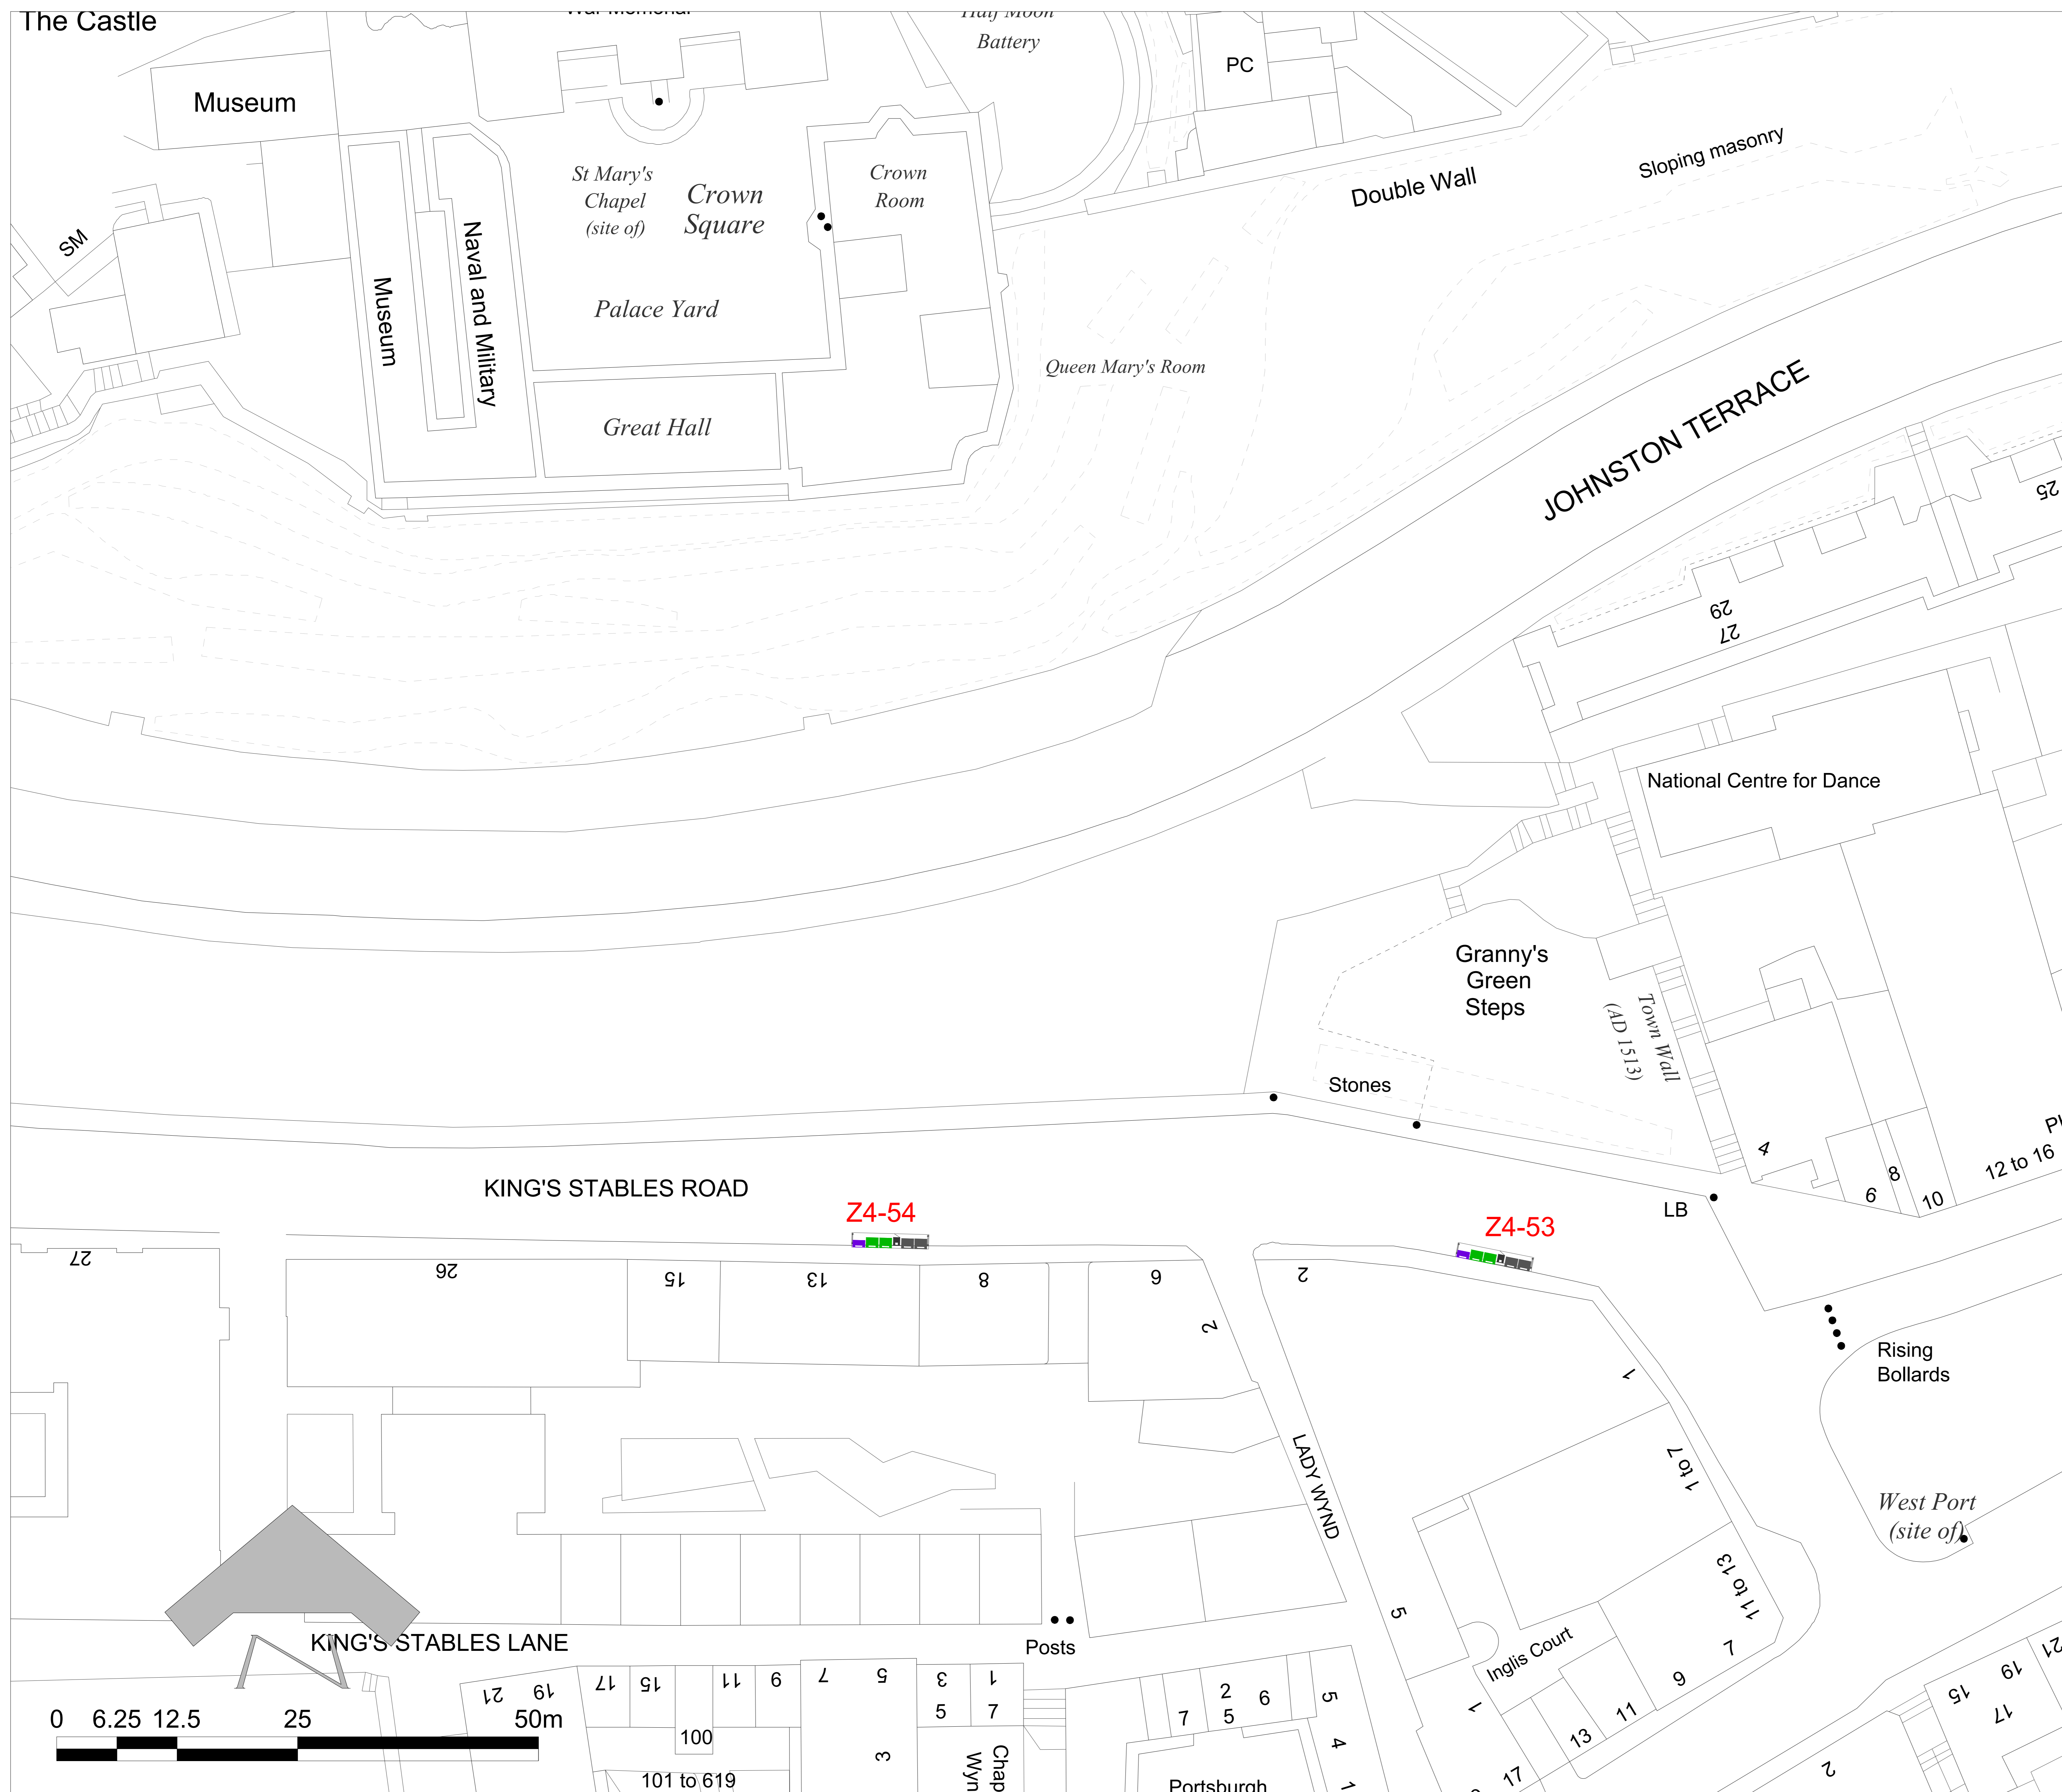 The Castle
War Memorial
Half Moon
Battery
PC
Museum
St Mary's
Chapel
(site of)
Crown
Square
Crown
Room
Sloping masonry
Double Wall
SM
Museum
Naval and Military
Palace Yard
Queen Mary's Room
Great Hall
JOHNSTON TERRACE
25
29
27
National Centre for Dance
Granny's
Green
Steps
Town Wall
(AD 1513)
Stones
4
6
8
10
12 to 16
KING'S STABLES ROAD
Z4-54
Z4-53
LB
27
26
15
13
8
6
2
2
1
Rising
Bollards
LADY WYND
1 to 7
West Port
(site of)
11 to 13
5
KING'S STABLES LANE
Posts
Inglis Court
7
9
11
13
17
1
21
19
17
15
11
9
7
5
3
1
5
7
100
3
101 to 619
2
5
6
7
5
4
1
Portsburgh
21
19
17
15
2
0
6.25
12.5
25
50m